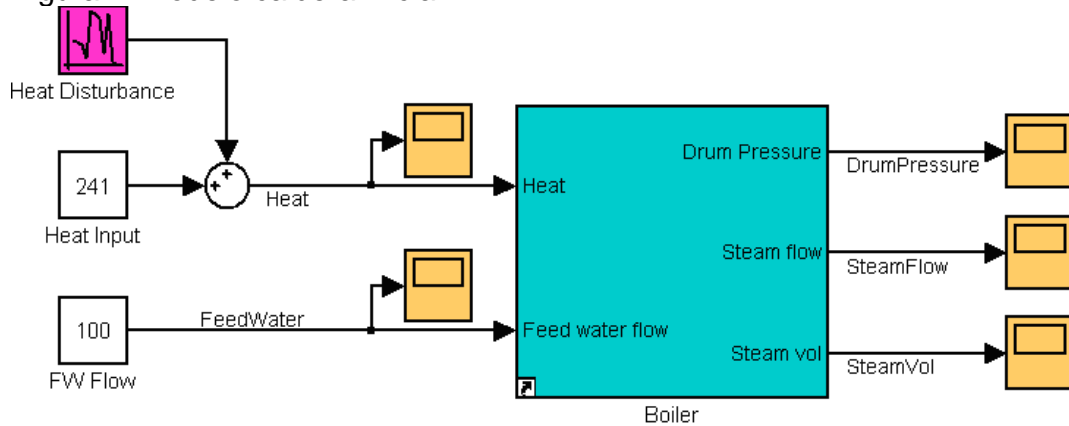 Heat Disturbance
241
Heat Input
Heat
100
FW Flow
FeedWater
Heat
Feed water flow
Drum Pressure
Steam flow
Steam vol
Boiler
DrumPressure
SteamFlow
SteamVol